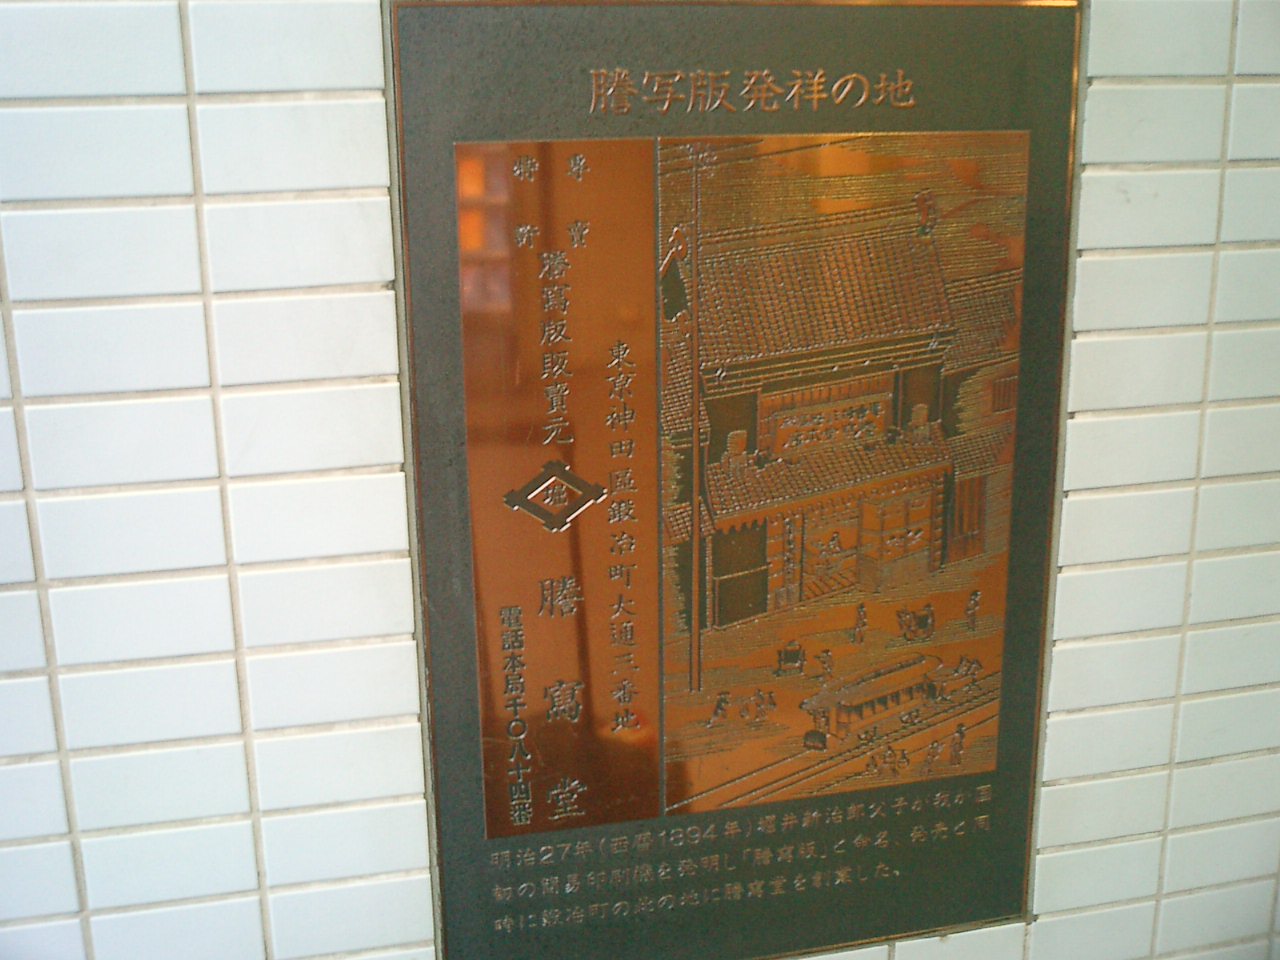 謄写版発祥の地
専賣
特許
東京神田區鍛冶町大通三番地
謄寫版販賣元
堀
謄寫堂
電話本局千〇八十四番
明治27年(西暦1894年)堀井新治郎父子が我が国
初の簡易印刷機を発明し「謄寫版」と命名、発売と同
時に鍛冶町の此の地に謄寫堂を創業した。